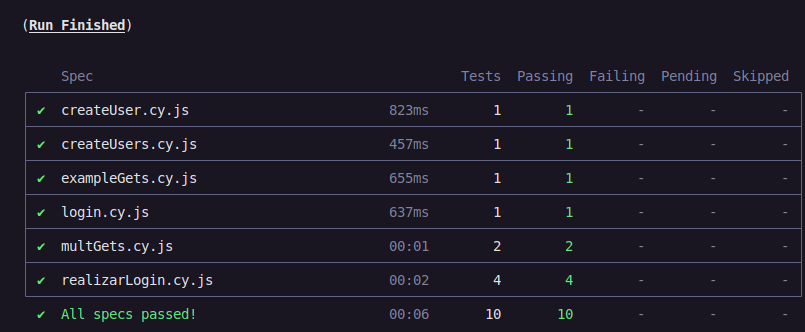 (Run Finished)
Spec Tests Passing Failing Pending Skipped
✔ createUser.cy.js 823ms 1 1 - - -
✔ createUsers.cy.js 457ms 1 1 - - -
✔ exampleGets.cy.js 655ms 1 1 - - -
✔ login.cy.js 637ms 1 1 - - -
✔ multGets.cy.js 00:01 2 2 - - -
✔ realizarLogin.cy.js 00:02 4 4 - - -
✔ All specs passed! 00:06 10 10 - - -